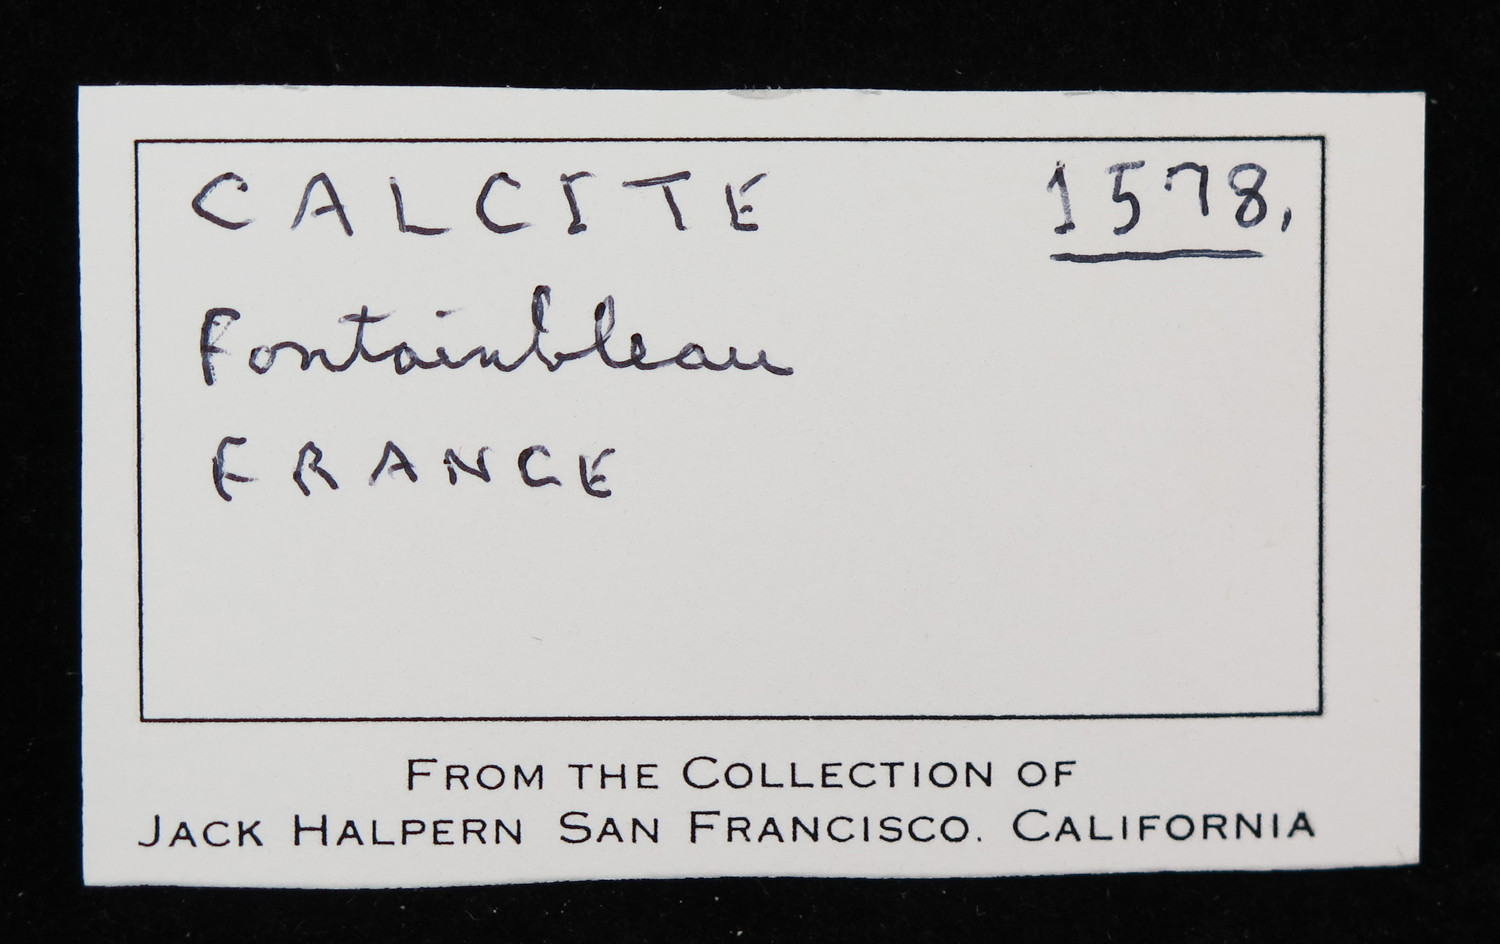 CALCITE 1578.
Fontainbleau
FRANCE
FROM THE COLLECTION OF
JACK HALPERN SAN FRANCISCO. CALIFORNIA